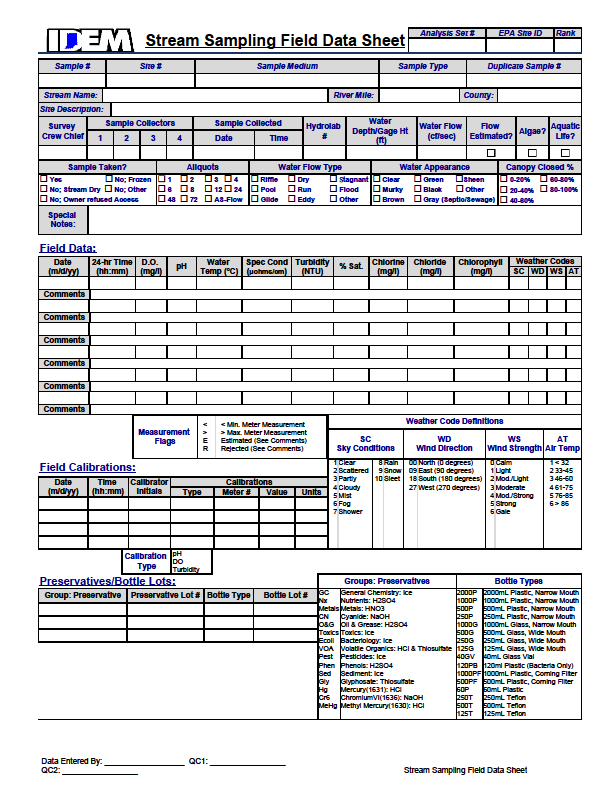 IDEM Stream Sampling Field Data Sheet Analysis Set # EPA Site ID Rank
Sample # Site # Sample Medium Sample Type Duplicate Sample #
Stream Name: River Mile: County:
Site Description:
Survey Crew Chief Sample Collectors 1 2 3 4 Sample Collected Date Time Hydrolab # Water Depth/Gage Ht (ft) Water Flow (cf/sec) Flow Estimated? Algae? Aquatic Life?
Sample Taken? Aliquots Water Flow Type Water Appearance Canopy Closed %
Yes No; Frozen 1 2 3 4 Riffle Dry Stagnant Clear Green Sheen 0-20% 60-80%
No; Stream Dry No; Other 6 8 12 24 Pool Run Flood Murky Black Other 20-40% 80-100%
No; Owner refused Access 48 72 AS-Flow Glide Eddy Other Brown Gray (Septic/Sewage) 40-60%
Special Notes:
Field Data:
Date (m/d/yy) 24-hr Time (hh:mm) D.O. (mg/l) pH Water Temp (°C) Spec Cond (µohms/cm) Turbidity (NTU) % Sat. Chlorine (mg/l) Chloride (mg/l) Chlorophyll (mg/l) Weather Codes SC WD WS AT
Comments
Comments
Comments
Comments
Comments
Comments
Measurement Flags
< < Min. Meter Measurement
> > Max. Meter Measurement
E Estimated (See Comments)
R Rejected (See Comments)
Weather Code Definitions
SC Sky Conditions WD Wind Direction WS Wind Strength AT Air Temp
1 Clear 8 Rain 00 North (0 degrees) 0 Calm 1 < 32
2 Scattered 9 Snow 09 East (90 degrees) 1 Light 2 33-45
3 Partly 10 Sleet 18 South (180 degrees) 2 Mod./Light 3 46-60
4 Cloudy 27 West (270 degrees) 3 Moderate 4 61-75
5 Mist 4 Mod./Strong 5 76-85
6 Fog 5 Strong 6 > 86
7 Shower 6 Gale
Field Calibrations:
Date (m/d/yy) Time (hh:mm) Calibrator Initials Calibrations Type Meter # Value Units
Calibration Type pH DO Turbidity
Preservatives/Bottle Lots:
Group: Preservative Preservative Lot # Bottle Type Bottle Lot #
Groups: Preservatives Bottle Types
GC General Chemistry: Ice 2000P 2000mL Plastic, Narrow Mouth
Nx Nutrients: H2SO4 1000P 1000mL Plastic, Narrow Mouth
Metals Metals: HNO3 500P 500mL Plastic, Narrow Mouth
CN Cyanide: NaOH 250P 250mL Plastic, Narrow Mouth
O&G Oil & Grease: H2SO4 1000G 1000mL Glass, Narrow Mouth
Toxics Toxics: Ice 500G 500mL Glass, Wide Mouth
Ecoli Bacteriology: Ice 250G 250mL Glass, Wide Mouth
VOA Volatile Organics: HCl & Thiosulfate 125G 125mL Glass, Wide Mouth
Pest Pesticides: Ice 40GV 40mL Glass Vial
Phen Phenols: H2SO4 120PB 120ml Plastic (Bacteria Only)
Sed Sediment: Ice 1000PF 1000mL Plastic, Corning Filter
Gly Glyphosate: Thiosulfate 500PF 500mL Plastic, Corning Filter
Hg Mercury(1631): HCl 60P 60mL Plastic
Cr6 ChromiumVI(1636): NaOH 250T 250mL Teflon
MeHg Methyl Mercury(1630): HCl 500T 500mL Teflon
125T 125mL Teflon
Data Entered By: QC1:
QC2: Stream Sampling Field Data Sheet